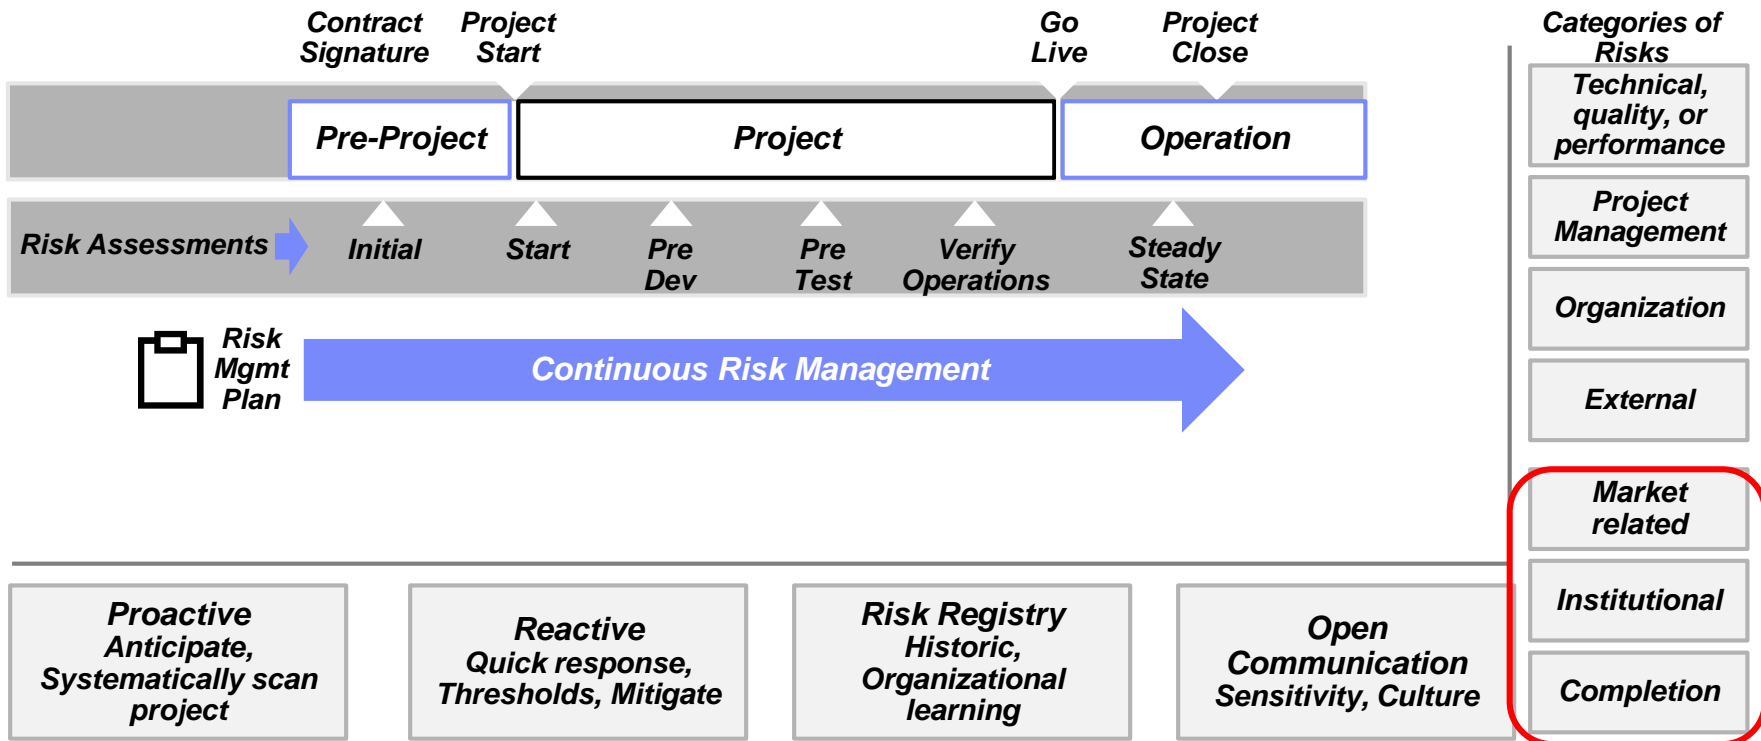 Contract
Signature
Project
Start
Go
Live
Project
Close
Categories of
Risks
Pre-Project
Project
Operation
Technical,
quality, or
performance
Project
Management
Risk Assessments
Initial
Start
Pre
Dev
Pre
Test
Verify
Operations
Steady
State
Organization
Risk
Mgmt
Plan
Continuous Risk Management
External
Market
related
Institutional
Completion
Proactive
Anticipate,
Systematically scan
project
Reactive
Quick response,
Thresholds, Mitigate
Risk Registry
Historic,
Organizational
learning
Open
Communication
Sensitivity, Culture